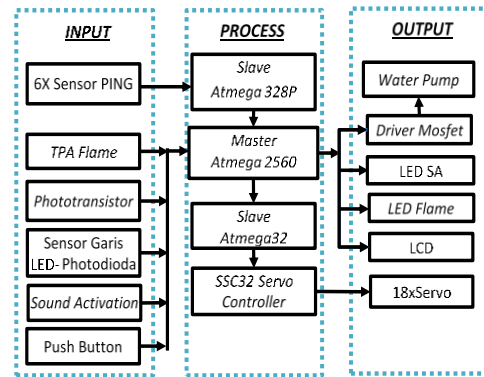 INPUT
6X Sensor PING
TPA Flame
Phototransistor
Sensor Garis
LED- Photodioda
Sound Activation
Push Button
PROCESS
Slave
Atmega 328P
Master
Atmega 2560
Slave
Atmega32
SSC32 Servo
Controller
OUTPUT
Water Pump
Driver Mosfet
LED SA
LED Flame
LCD
18xServo